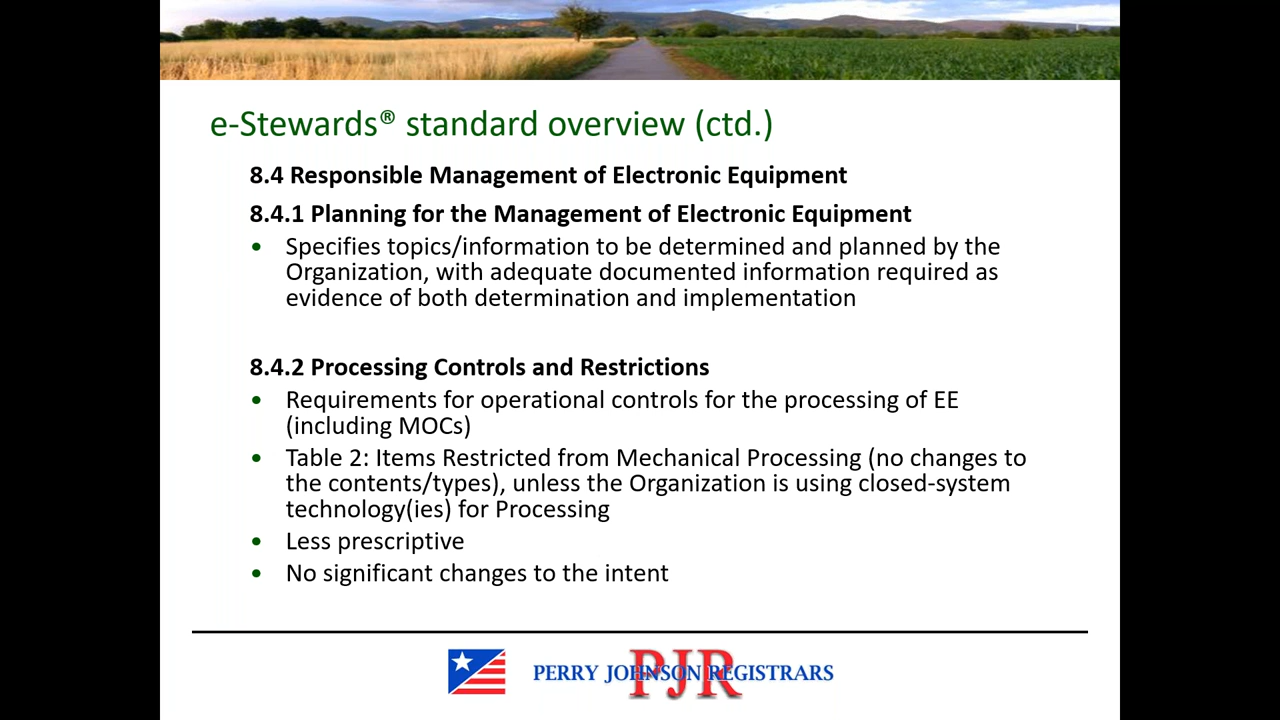 e-Stewards® standard overview (ctd.)
8.4 Responsible Management of Electronic Equipment
8.4.1 Planning for the Management of Electronic Equipment
• Specifies topics/information to be determined and planned by the
Organization, with adequate documented information required as
evidence of both determination and implementation
8.4.2 Processing Controls and Restrictions
• Requirements for operational controls for the processing of EE
(including MOCs)
• Table 2: Items Restricted from Mechanical Processing (no changes to
the contents/types), unless the Organization is using closed-system
technology(ies) for Processing
• Less prescriptive
• No significant changes to the intent
PJR
PERRY JOHNSON REGISTRARS